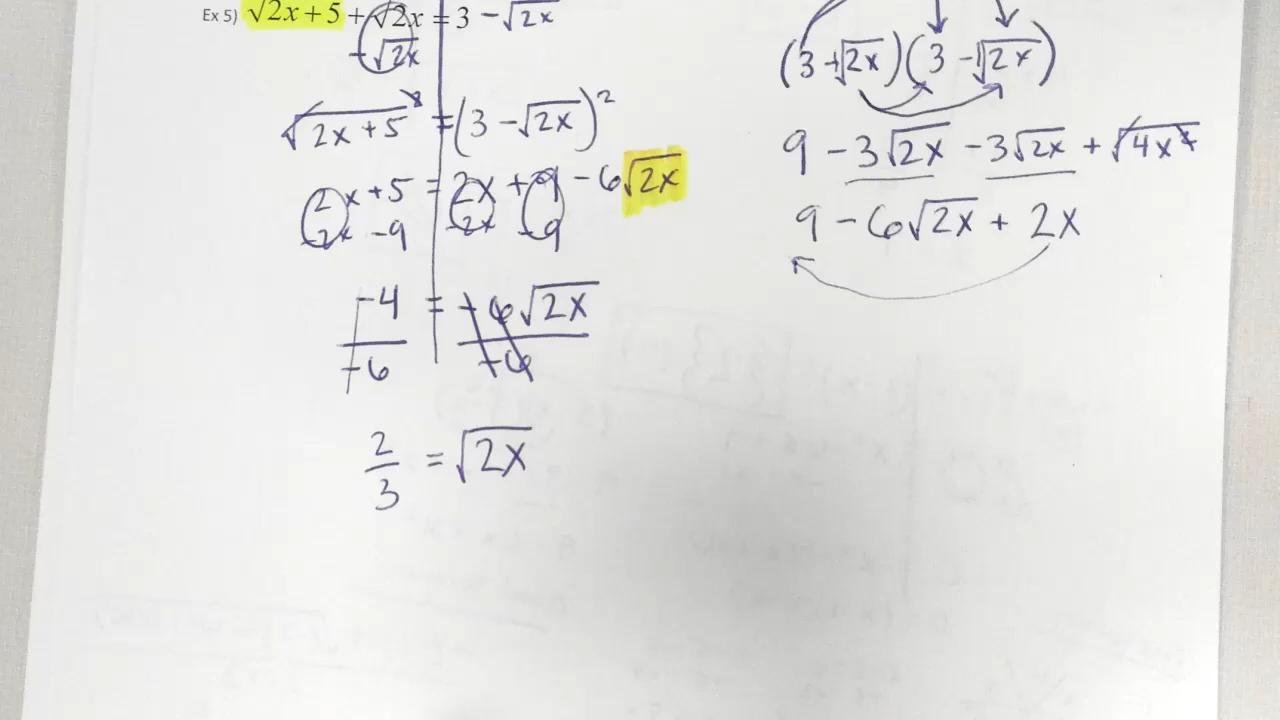 Ex 5) √2x + 5 + √2x = 3 - √2x
- √2x
√2x + 5² = (3 - √2x)²
2x + 5 = 2x + 9 - 6√2x
-2x - 9 -2x -9
-4 = -6√2x
-6 -6
2/3 = √2x
(3 - √2x)(3 - √2x)
9 - 3√2x - 3√2x + √4x²
9 - 6√2x + 2x